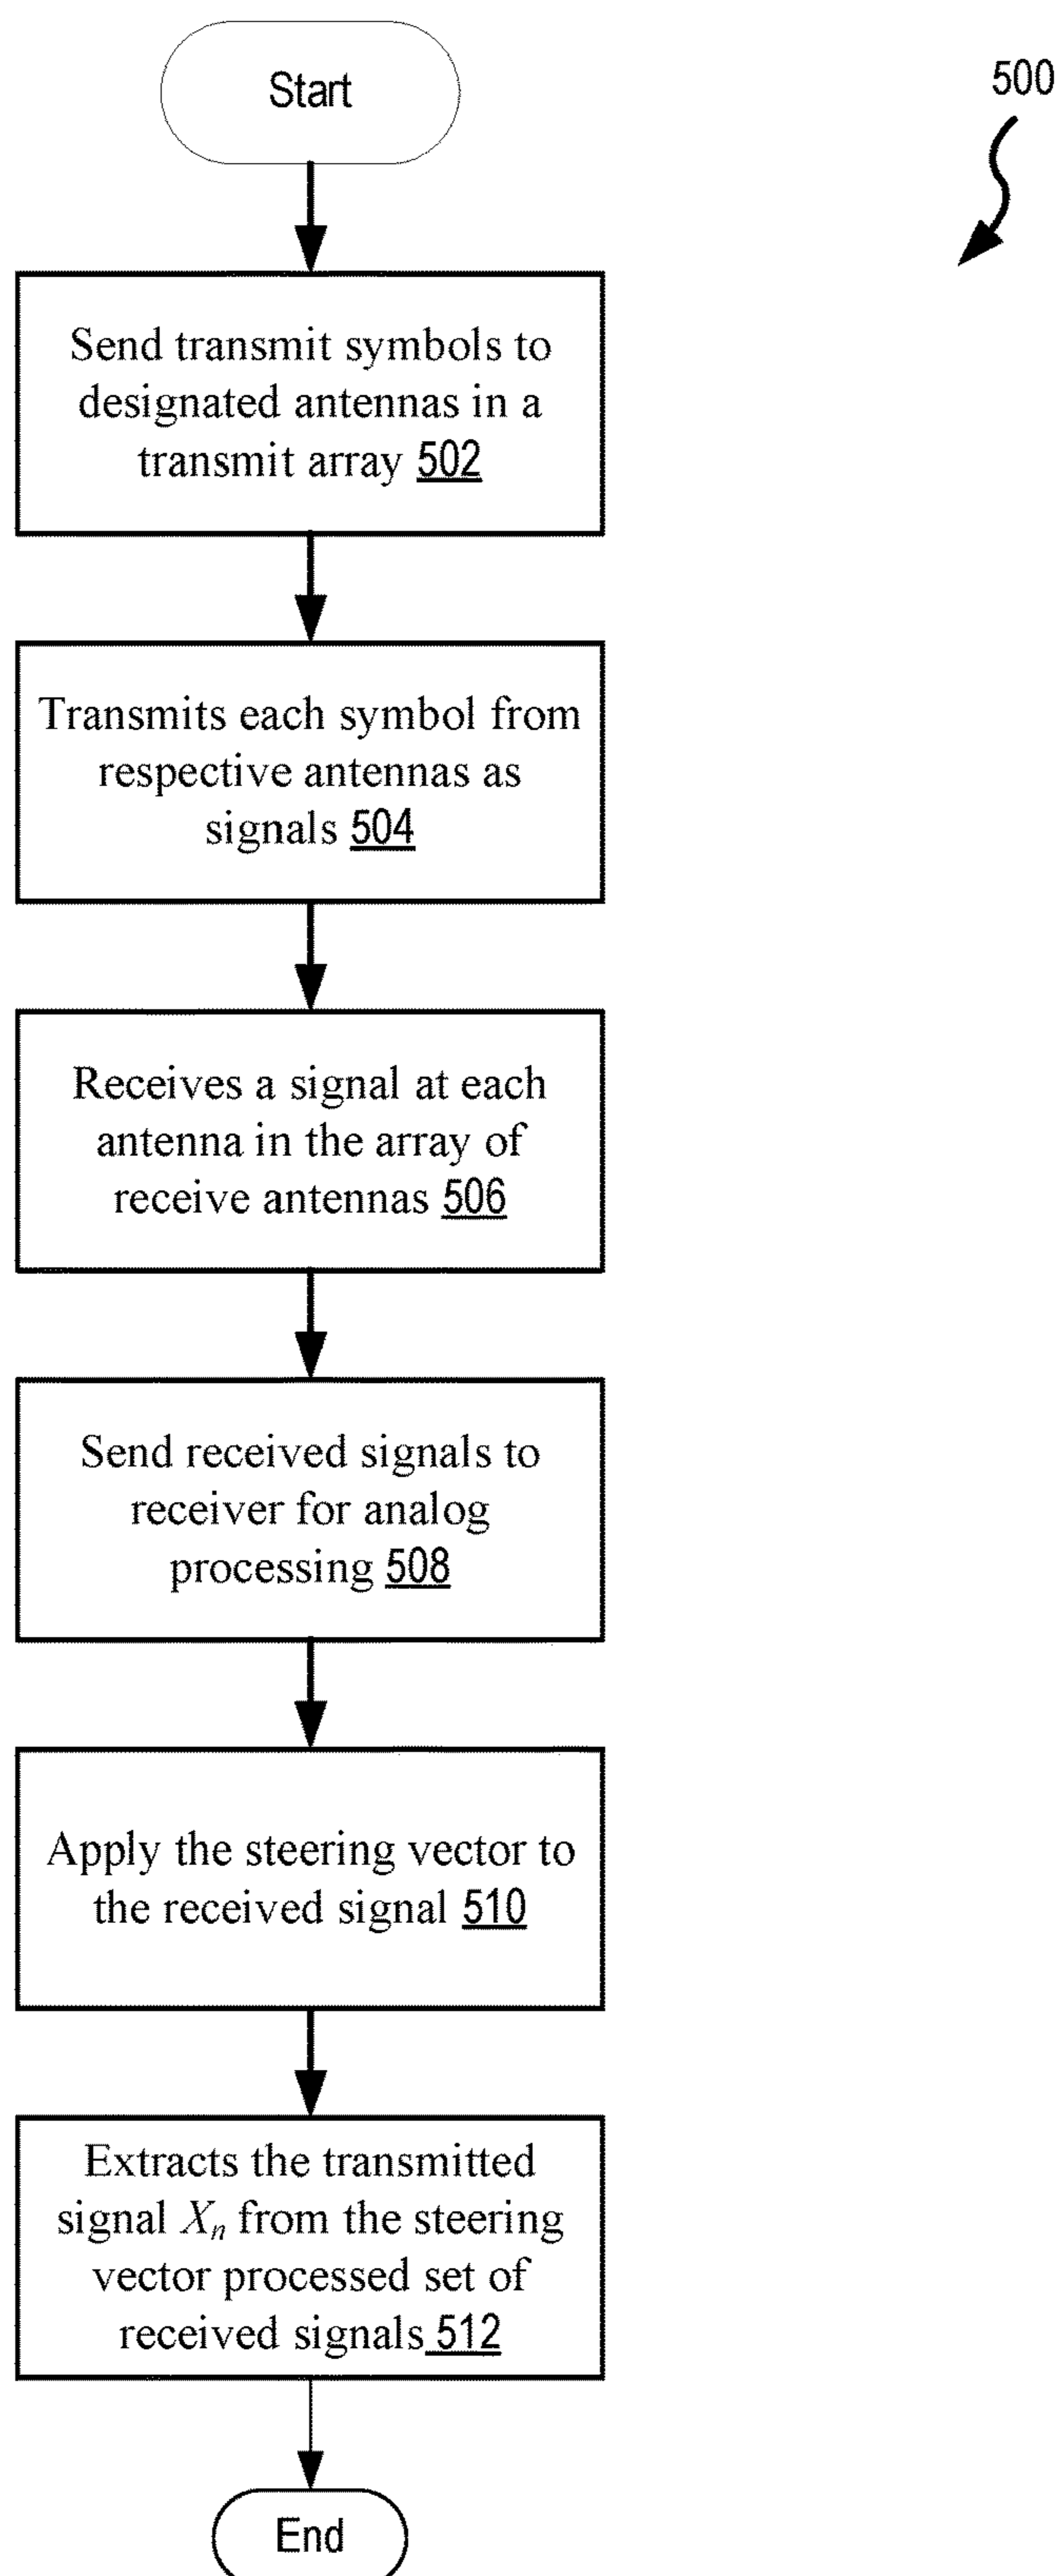 Start
500
Send transmit symbols to
designated antennas in a
transmit array 502
Transmits each symbol from
respective antennas as
signals 504
Receives a signal at each
antenna in the array of
receive antennas 506
Send received signals to
receiver for analog
processing 508
Apply the steering vector to
the received signal 510
Extracts the transmitted
signal Xn from the steering
vector processed set of
received signals 512
End